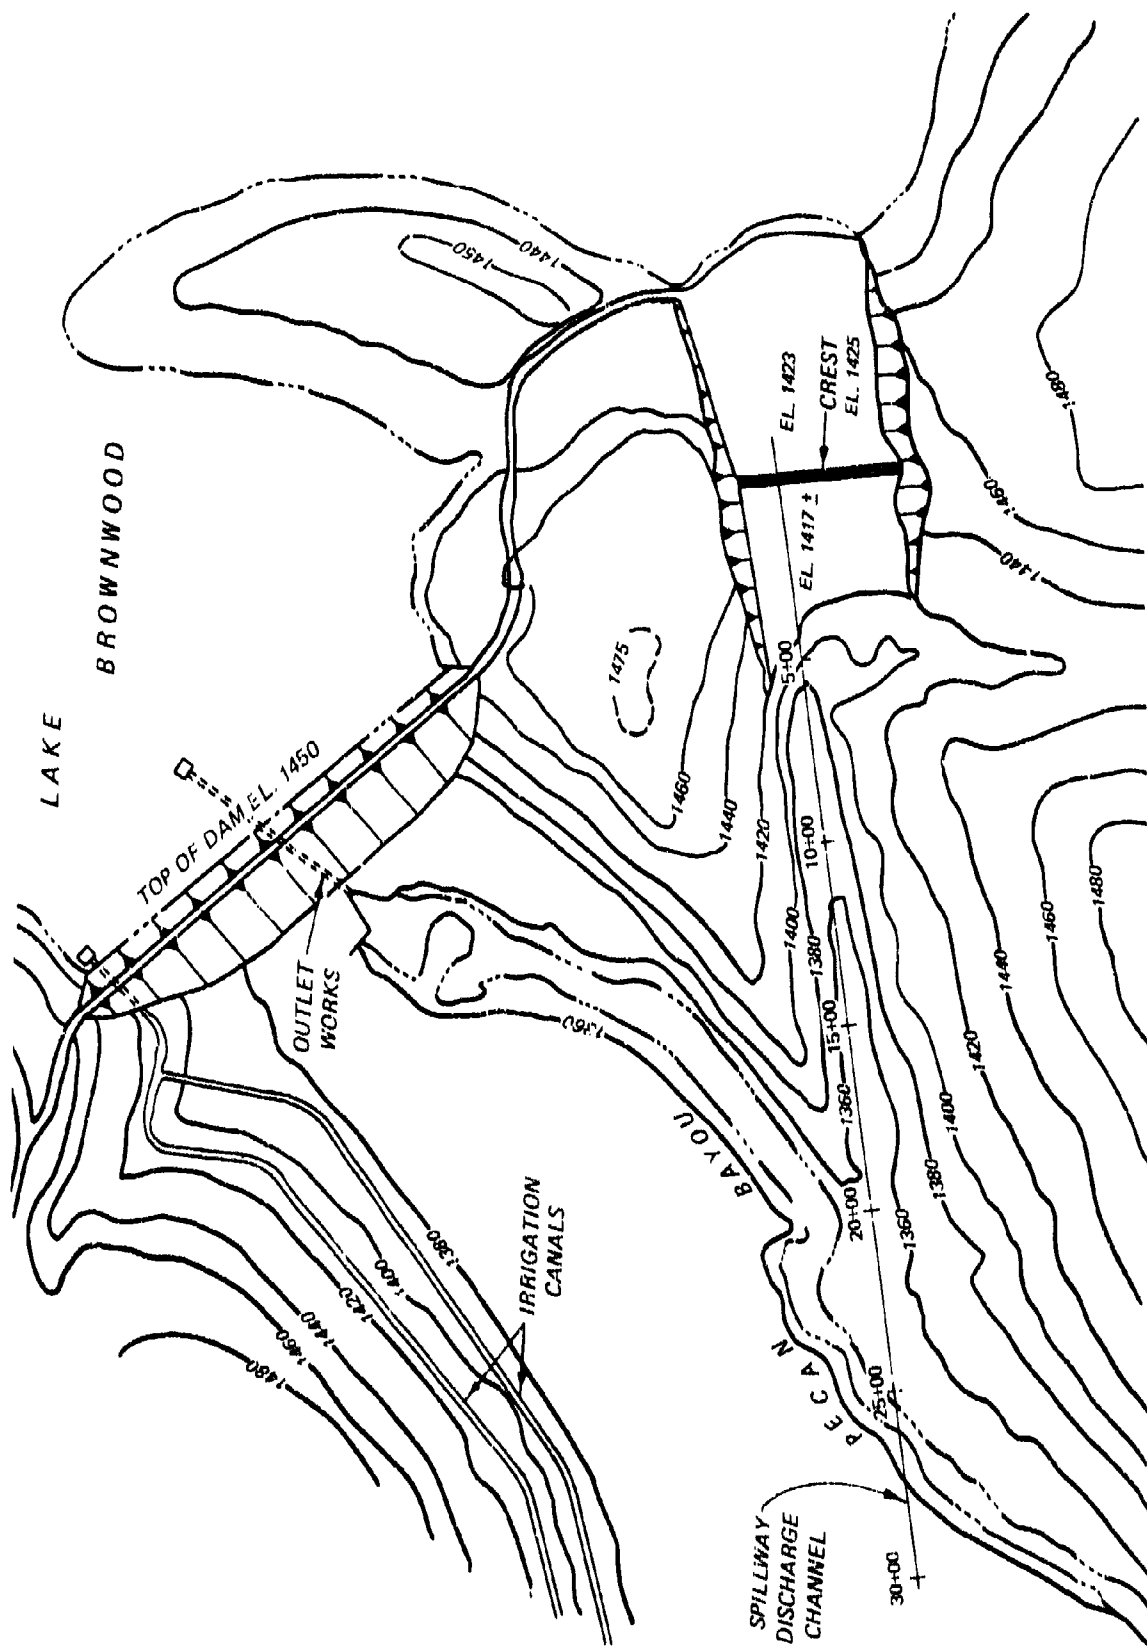 LAKE
BROWNWOOD
TOP OF DAM EL. 1450
OUTLET
WORKS
IRRIGATION
CANALS
1480
1460
1440
1420
1400
1380
1360
PECAN
BAYOU
1450
1440
1475
1460
1440
1420
1400
1380
1360
EL. 1423
CREST
EL. 1425
EL. 1417 ±
5+00
10+00
15+00
20+00
25+00
30+00
SPILLWAY
DISCHARGE
CHANNEL
1480
1460
1440
1480
1460
1440
1420
1400
1380
1360